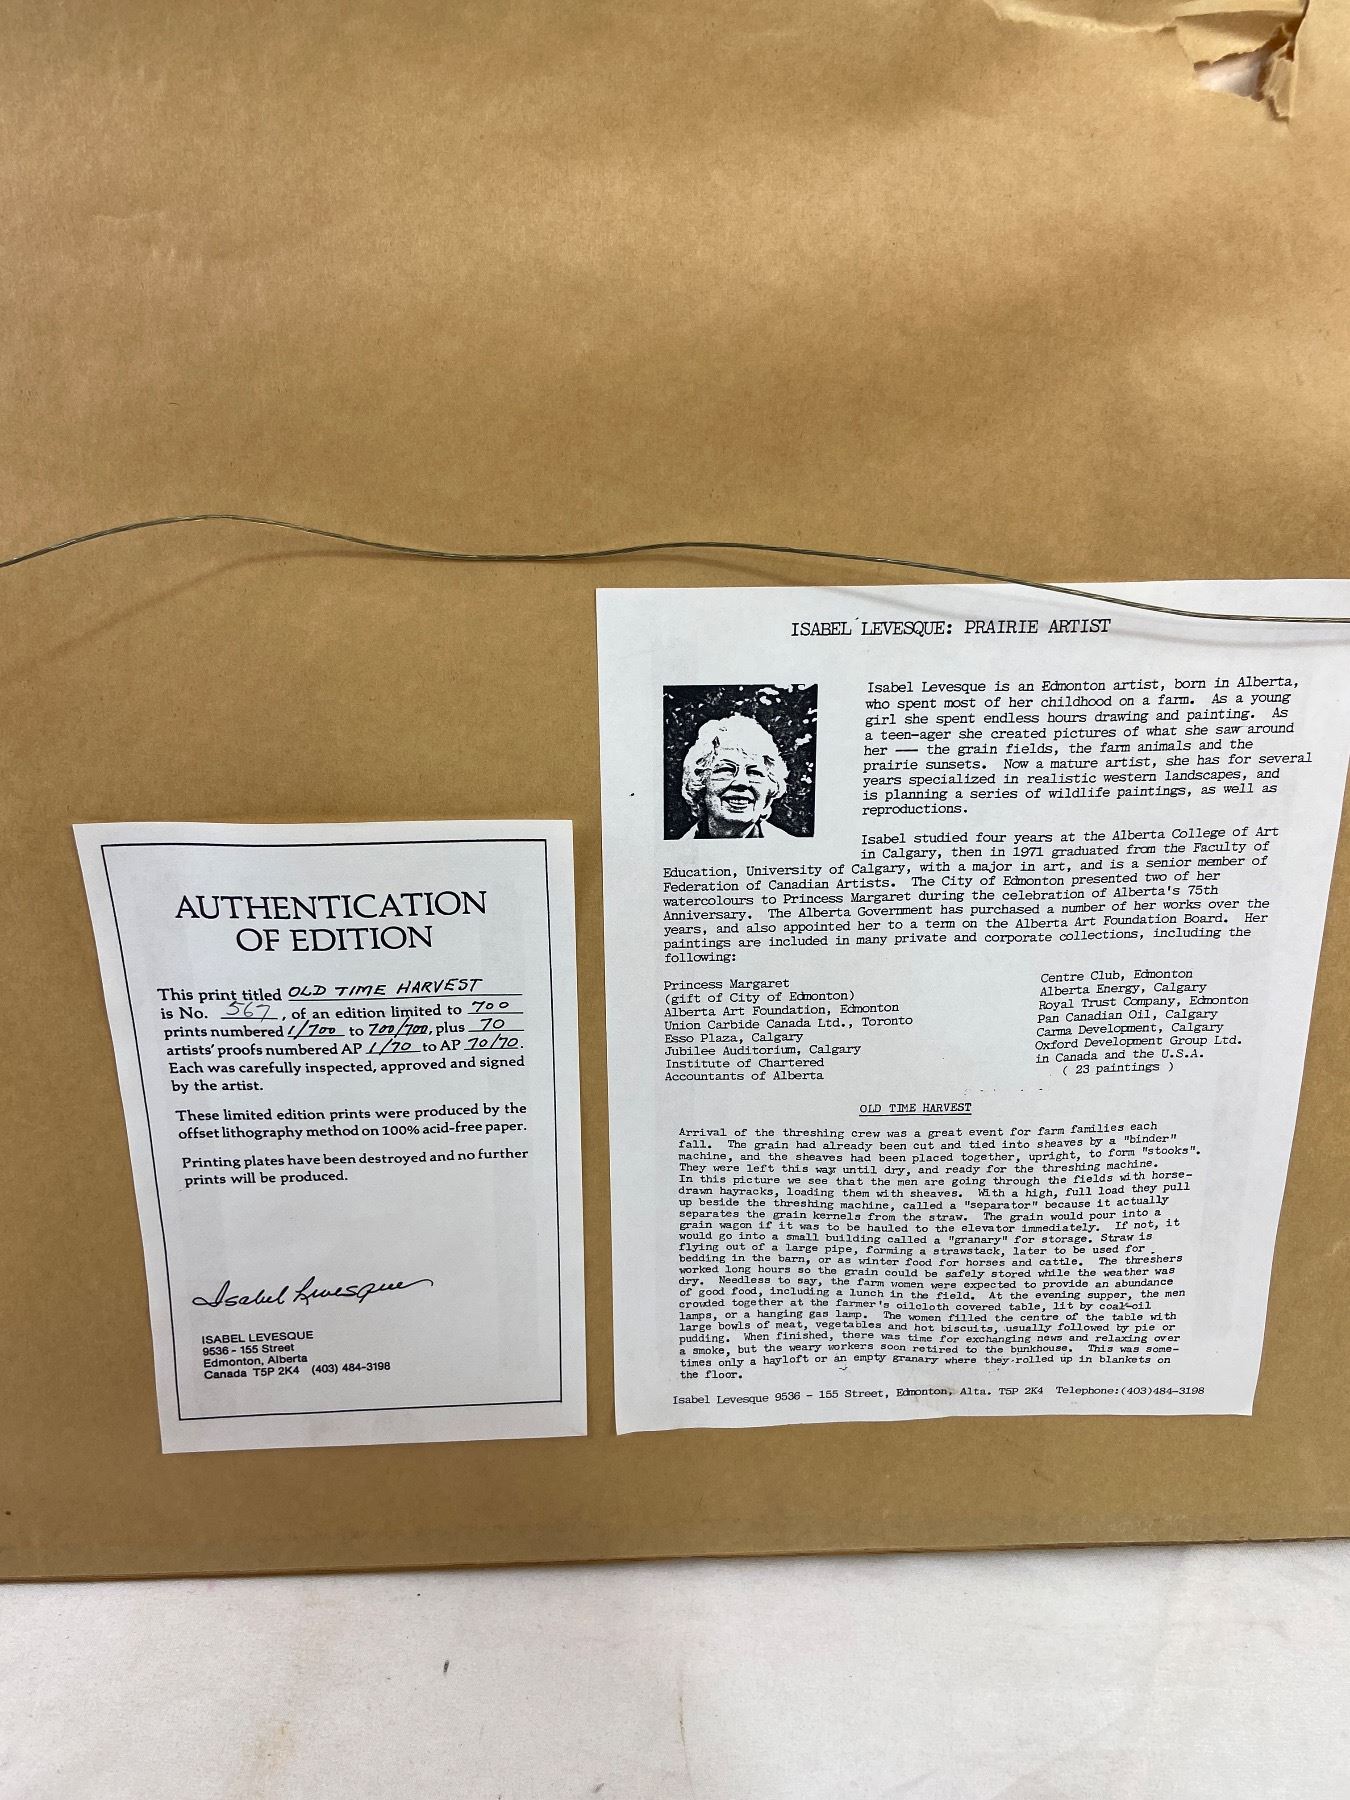 AUTHENTICATION
OF EDITION
This print titled OLD TIME HARVEST
is No. 567, of an edition limited to 700
prints numbered 1/700 to 700/700, plus 70
artists' proofs numbered AP 1/70 to AP 70/70.
Each was carefully inspected, approved and signed
by the artist.
These limited edition prints were produced by the
offset lithography method on 100% acid-free paper.
Printing plates have been destroyed and no further
prints will be produced.
Isabel Levesque
ISABEL LEVESQUE
9536 - 155 Street
Edmonton, Alberta
Canada T5P 2K4 (403) 484-3198
ISABEL LEVESQUE: PRAIRIE ARTIST
Isabel Levesque is an Edmonton artist, born in Alberta,
who spent most of her childhood on a farm. As a young
girl she spent endless hours drawing and painting. As
a teen-ager she created pictures of what she saw around
her — the grain fields, the farm animals and the
prairie sunsets. Now a mature artist, she has for several
years specialized in realistic western landscapes, and
is planning a series of wildlife paintings, as well as
reproductions.
Isabel studied four years at the Alberta College of Art
in Calgary, then in 1971 graduated from the Faculty of
Education, University of Calgary, with a major in art, and is a senior member of
Federation of Canadian Artists. The City of Edmonton presented two of her
watercolours to Princess Margaret during the celebration of Alberta's 75th
Anniversary. The Alberta Government has purchased a number of her works over the
years, and also appointed her to a term on the Alberta Art Foundation Board. Her
paintings are included in many private and corporate collections, including the
following:
Princess Margaret
(gift of City of Edmonton)
Alberta Art Foundation, Edmonton
Union Carbide Canada Ltd., Toronto
Esso Plaza, Calgary
Jubilee Auditorium, Calgary
Institute of Chartered
Accountants of Alberta
Centre Club, Edmonton
Alberta Energy, Calgary
Royal Trust Company, Edmonton
Pan Canadian Oil, Calgary
Carma Development, Calgary
Oxford Development Group Ltd.
in Canada and the U.S.A.
( 23 paintings )
OLD TIME HARVEST
Arrival of the threshing crew was a great event for farm families each
fall. The grain had already been cut and tied into sheaves by a "binder"
machine, and the sheaves had been placed together, upright, to form "stooks".
They were left this way until dry, and ready for the threshing machine.
In this picture we see that the men are going through the fields with horse-
drawn hayracks, loading them with sheaves. With a high, full load they pull
up beside the threshing machine, called a "separator" because it actually
separates the grain kernels from the straw. The grain would pour into a
grain wagon if it was to be hauled to the elevator immediately. If not, it
would go into a small building called a "granary" for storage. Straw is
flying out of a large pipe, forming a strawstack, later to be used for
bedding in the barn, or as winter food for horses and cattle. The threshers
worked long hours so the grain could be safely stored while the weather was
dry. Needless to say, the farm women were expected to provide an abundance
of good food, including a lunch in the field. At the evening supper, the men
crowded together at the farmer's oilcloth covered table, lit by coal-oil
lamps, or a hanging gas lamp. The women filled the centre of the table with
large bowls of meat, vegetables and hot biscuits, usually followed by pie or
pudding. When finished, there was time for exchanging news and relaxing over
a smoke, but the weary workers soon retired to the bunkhouse. This was some-
times only a hayloft or an empty granary where they rolled up in blankets on
the floor.
Isabel Levesque 9536 - 155 Street, Edmonton, Alta. T5P 2K4 Telephone:(403)484-3198